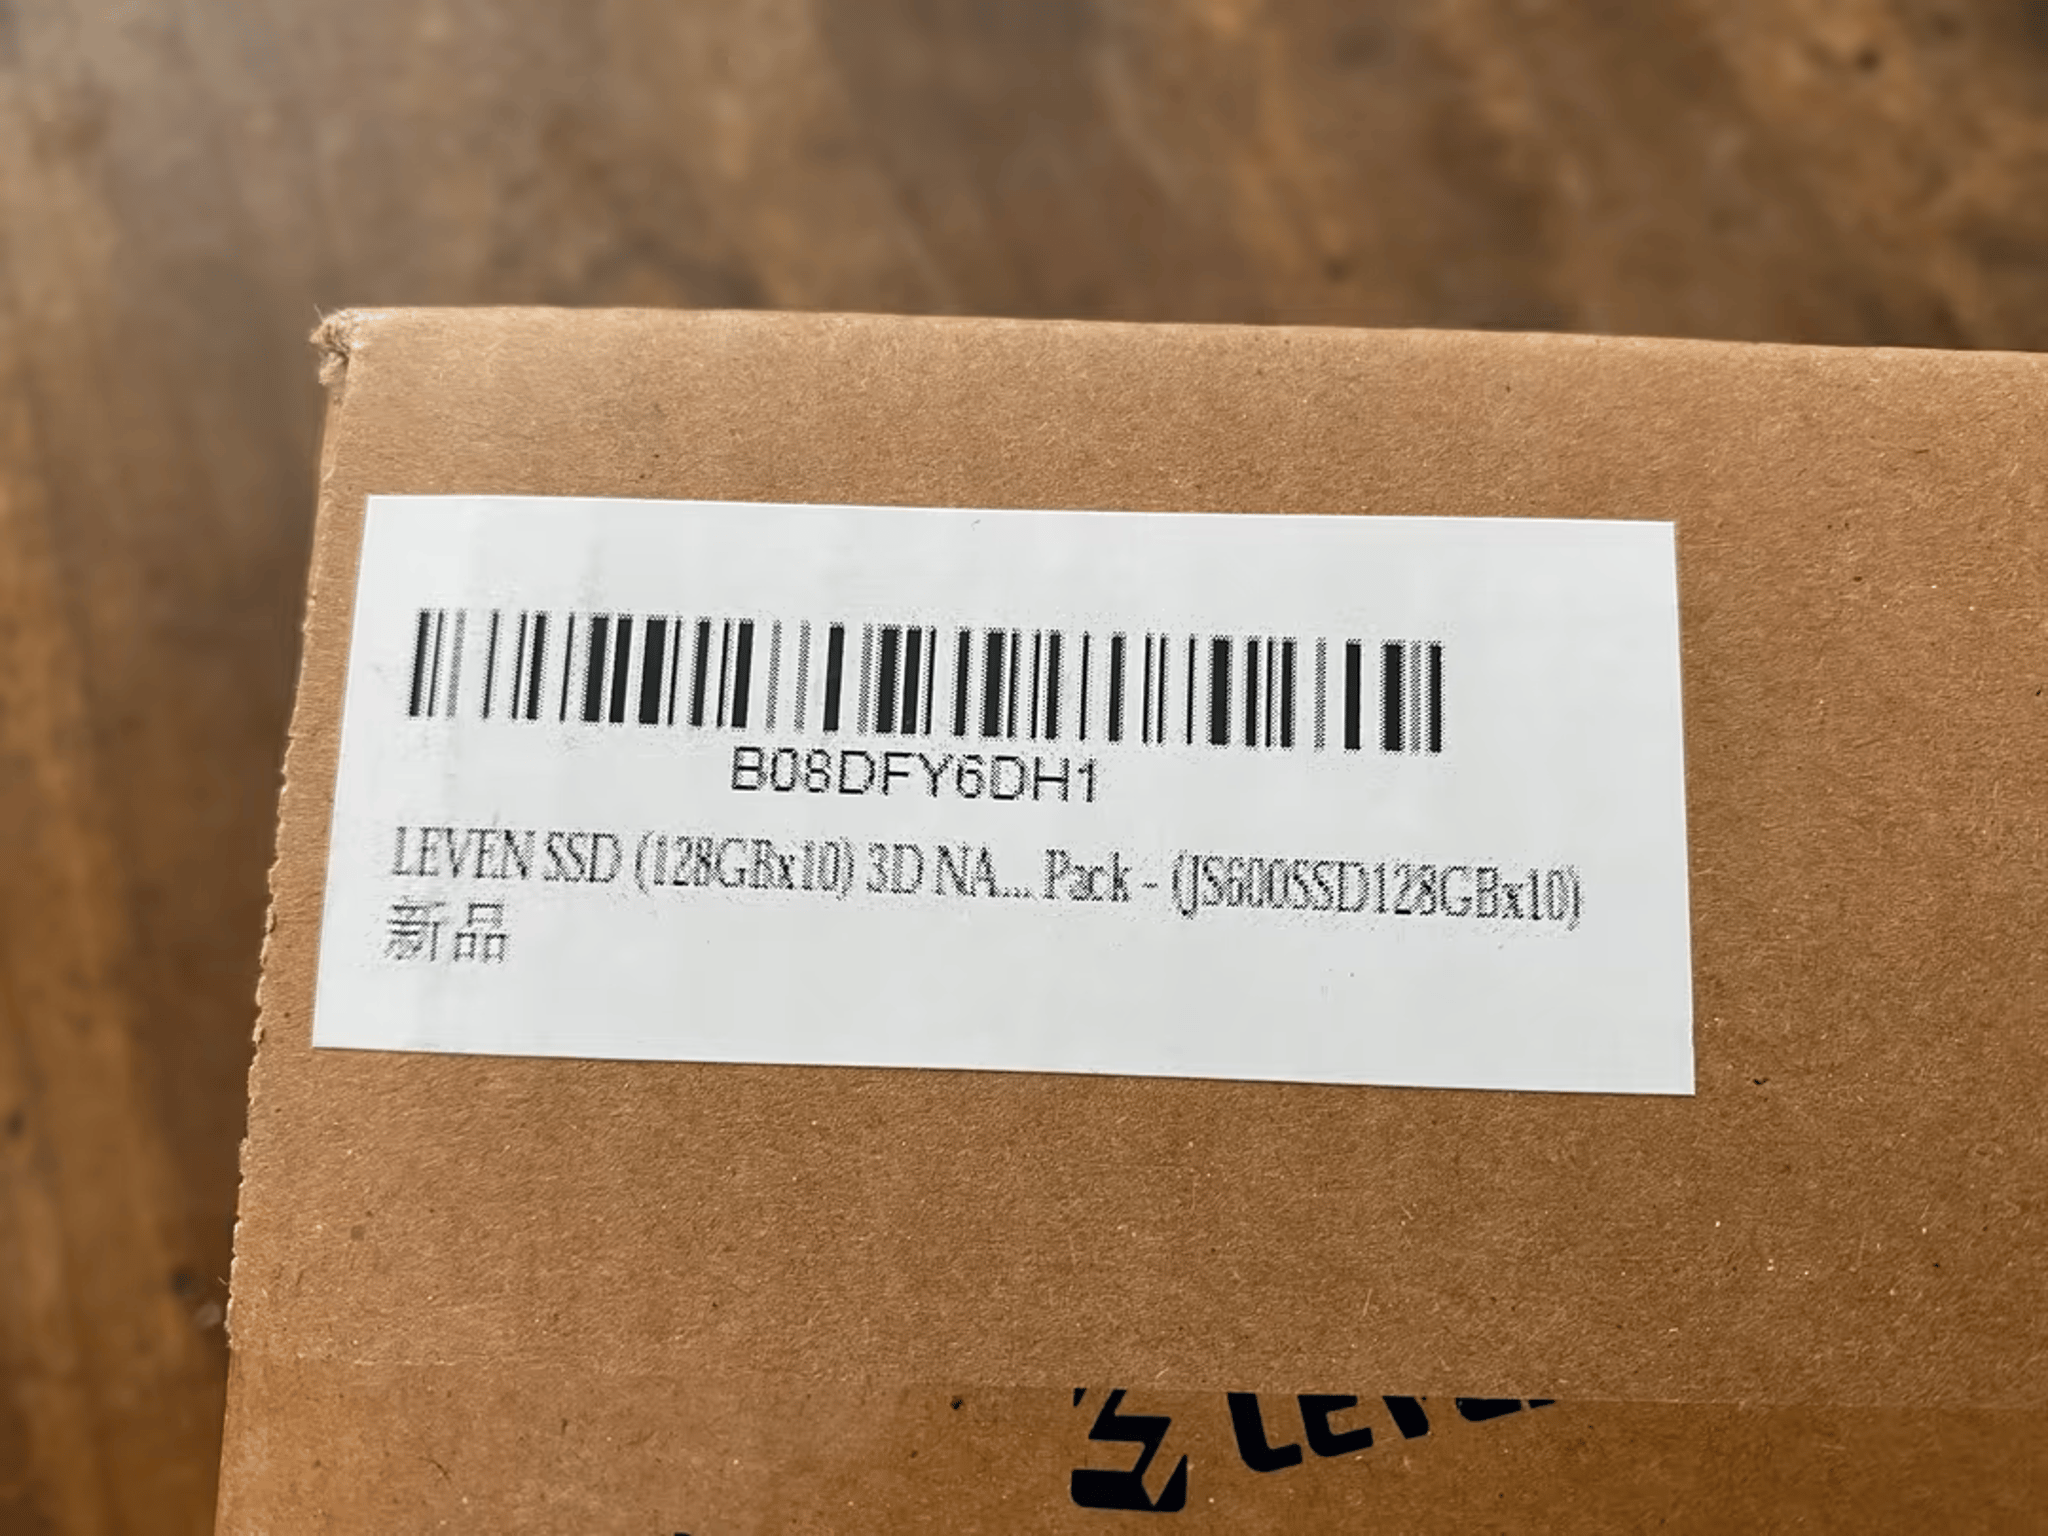 B08DFY6DH1
LEVEN SSD (128GBx10) 3D NA... Pack - (JS600SSD128GBx10)
新品